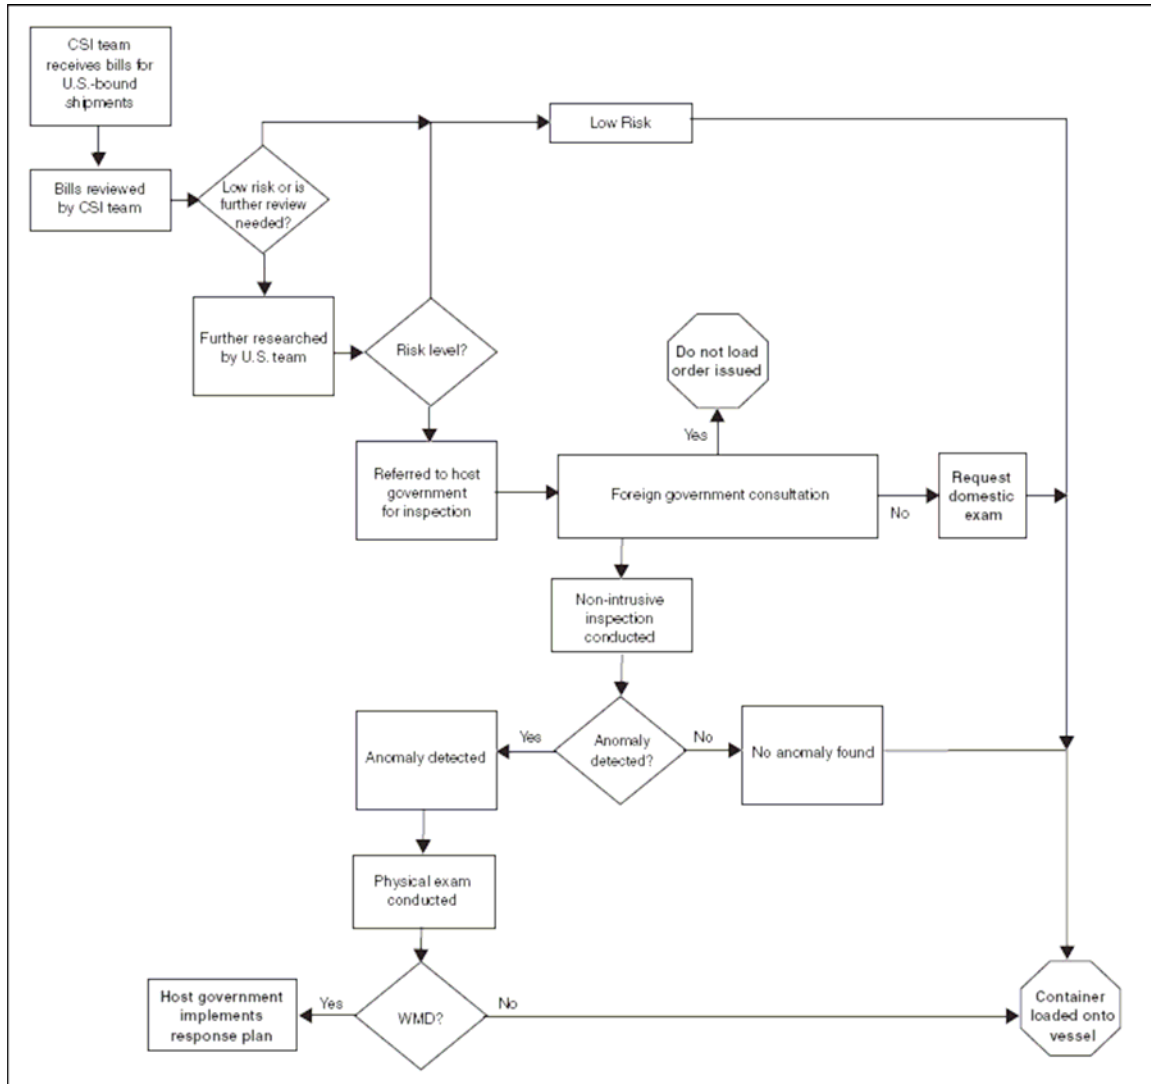 CSI team
receives bills for
U.S.-bound
shipments
Low Risk
Bills reviewed
by CSI team
Low risk or is
further review
needed?
Further researched
by U.S. team
Risk level?
Do not load
order issued
Yes
Referred to host
government
for inspection
Foreign government consultation
No
Request
domestic
exam
Non-intrusive
inspection
conducted
Anomaly detected
Yes
Anomaly
detected?
No
No anomaly found
Physical exam
conducted
Host government
implements
response plan
Yes
WMD?
No
Container
loaded onto
vessel